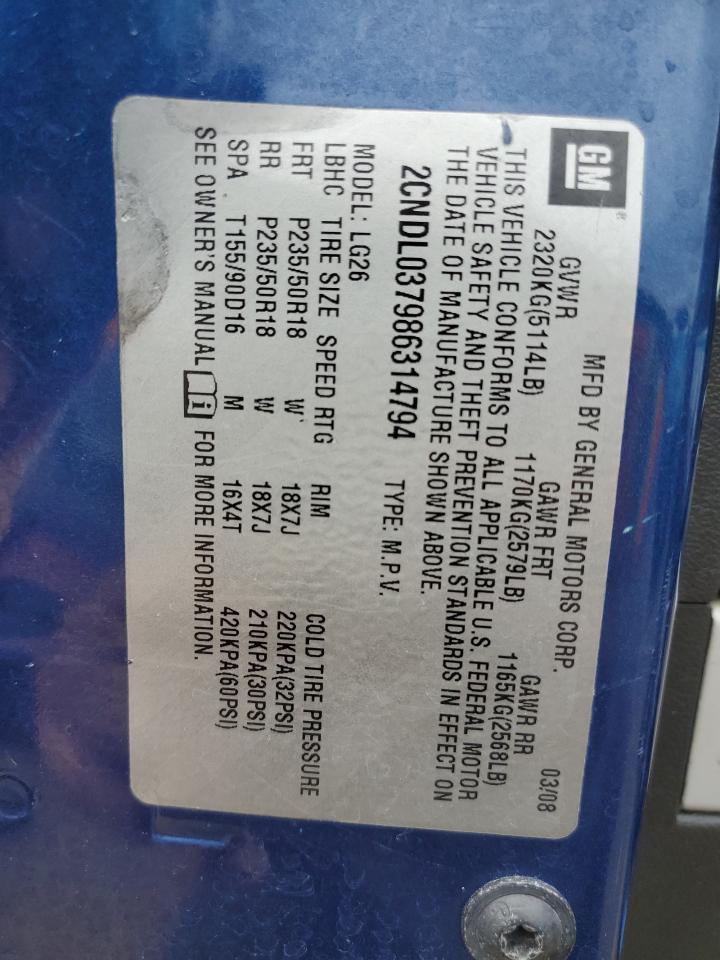 GM ®
MFD BY GENERAL MOTORS CORP. 03/08
GVWR GAWR FRT GAWR RR
2320KG(5114LB) 1170KG(2579LB) 1165KG(2568LB)
THIS VEHICLE CONFORMS TO ALL APPLICABLE U.S. FEDERAL MOTOR
VEHICLE SAFETY AND THEFT PREVENTION STANDARDS IN EFFECT ON
THE DATE OF MANUFACTURE SHOWN ABOVE.
2CNDL037986314794 TYPE: M.P.V.
MODEL: LG26
LBHC TIRE SIZE SPEED RTG RIM COLD TIRE PRESSURE
FRT P235/50R18 W 18X7J 220KPA(32PSI)
RR P235/50R18 W 18X7J 210KPA(30PSI)
SPA T155/90D16 M 16X4T 420KPA(60PSI)
SEE OWNER'S MANUAL i FOR MORE INFORMATION.